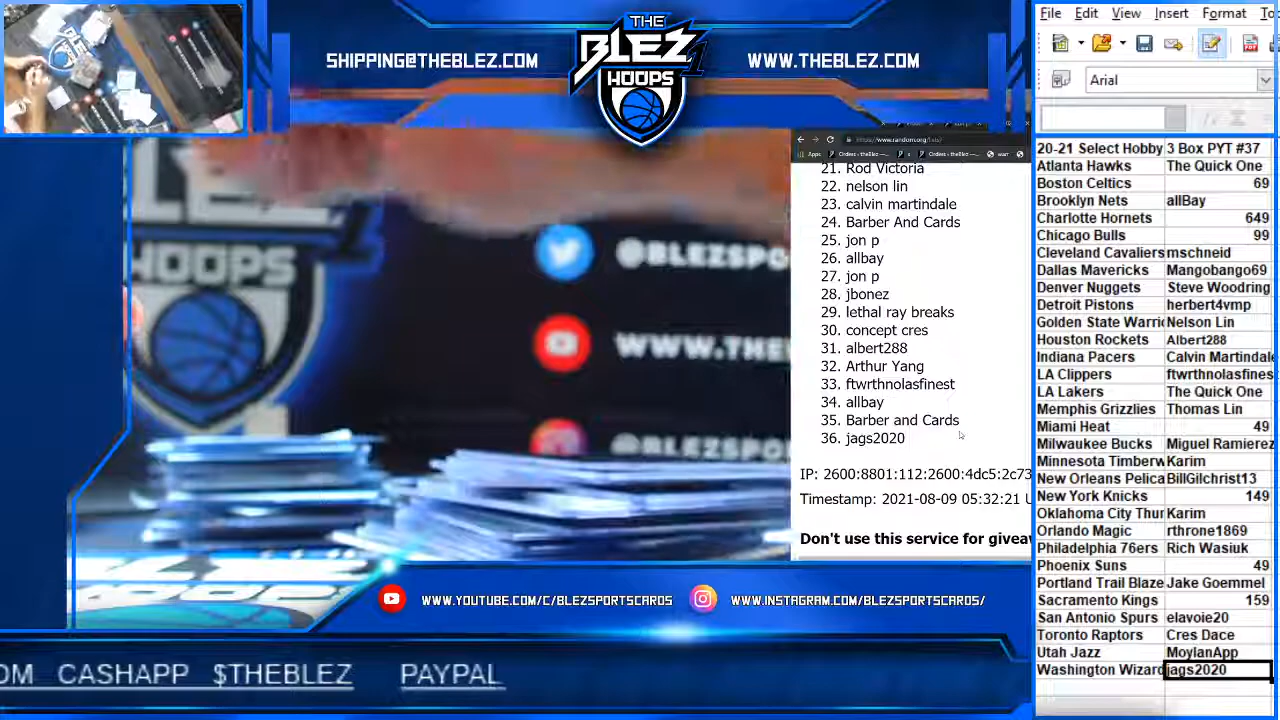 THE
BLEZ
HOOPS
SHIPPING@THEBLEZ.COM
WWW.THEBLEZ.COM
File Edit View Insert Format
Arial
Apps Orders - theBlez
21. Rod Victoria
22. nelson lin
23. calvin martindale
24. Barber And Cards
25. jon p
26. allbay
27. jon p
28. jbonez
29. lethal ray breaks
30. concept cres
31. albert288
32. Arthur Yang
33. ftwrthnolasfinest
34. allbay
35. Barber and Cards
36. jags2020
IP: 2600:8801:112:2600:4dc5:2c73
Timestamp: 2021-08-09 05:32:21 U
Don't use this service for giveaw
20-21 Select Hobby 3 Box PYT #37
Atlanta Hawks The Quick One
Boston Celtics 69
Brooklyn Nets allBay
Charlotte Hornets 649
Chicago Bulls 99
Cleveland Cavaliers mschneid
Dallas Mavericks Mangobango69
Denver Nuggets Steve Woodring
Detroit Pistons herbert4vmp
Golden State Warric Nelson Lin
Houston Rockets Albert288
Indiana Pacers Calvin Martindale
LA Clippers ftwrthnolasfines
LA Lakers The Quick One
Memphis Grizzlies Thomas Lin
Miami Heat 49
Milwaukee Bucks Miguel Ramierez
Minnesota Timberw Karim
New Orleans Pelica BillGilchrist13
New York Knicks 149
Oklahoma City Thur Karim
Orlando Magic rthrone1869
Philadelphia 76ers Rich Wasiuk
Phoenix Suns 49
Portland Trail Blaze Jake Goemmel
Sacramento Kings 159
San Antonio Spurs elavoie20
Toronto Raptors Cres Dace
Utah Jazz MoylanApp
Washington Wizard jags2020
HOOPS
@BLEZSPO
WWW.THE
@BLEZSPO
WWW.YOUTUBE.COM/C/BLEZSPORTSCARDS
WWW.INSTAGRAM.COM/BLEZSPORTSCARDS/
OM CASHAPP $THEBLEZ PAYPAL